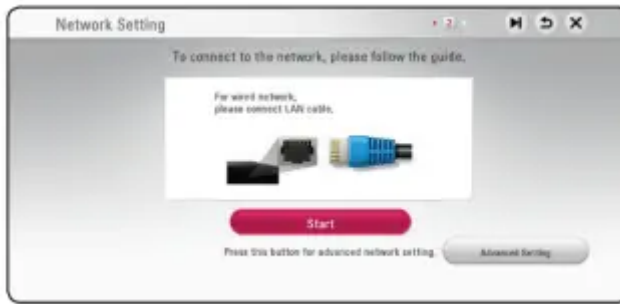 Network Setting
2
To connect to the network, please follow the guide.
For wired network,
please connect LAN cable.
Start
Press this button for advanced network setting.
Advanced Setting